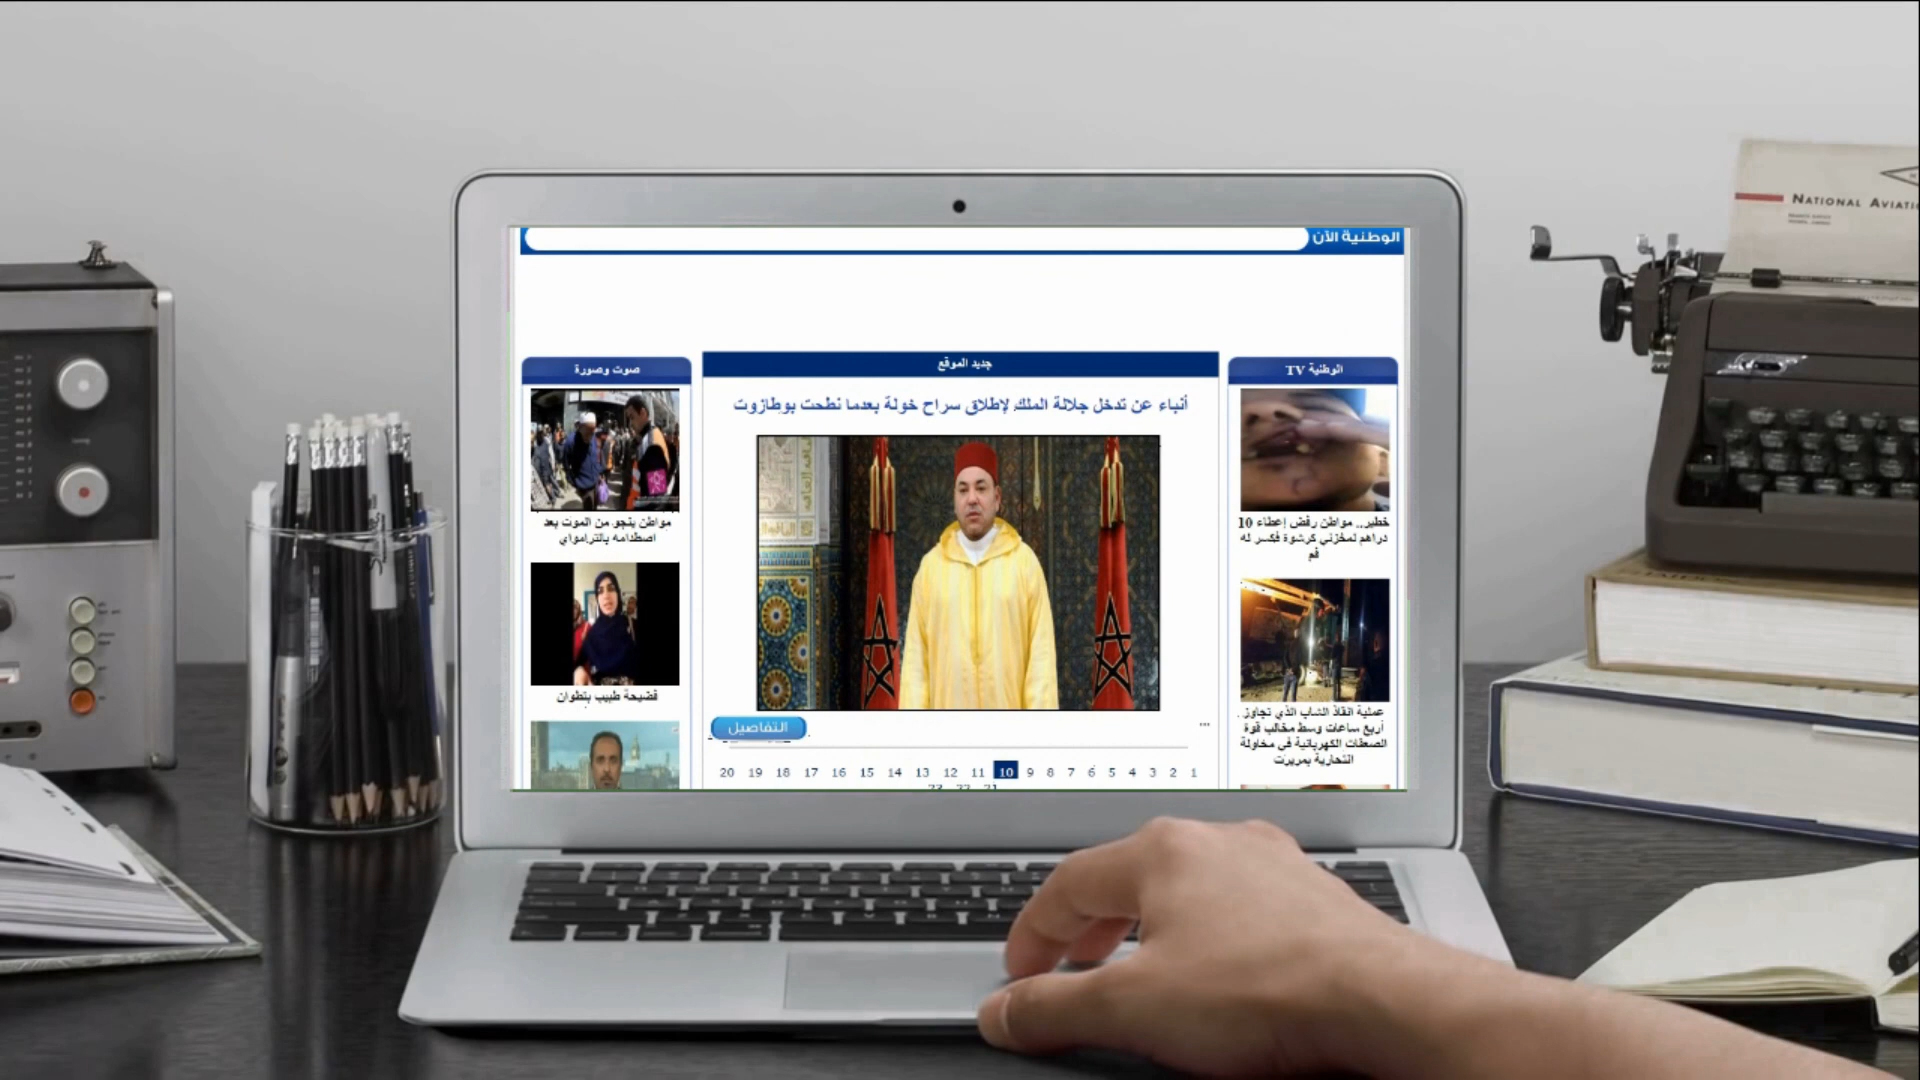 الوطنية الآن
الوطنية TV
جديد الموقع
صوت وصورة
أنباء عن تدخل جلالة الملك لإطلاق سراح خولة بعدما نطحت بوطازوت
خطير.. مواطن رفض إعطاء 10
دراهم لمخزني كرشوة فكسر له
فم
عملية انقاذ الشاب الذي تجاوز..
أربع ساعات وسط مخالب قوة
الصعقات الكهربائية في محاولة
انتحارية بمريرت
مواطن ينجو من الموت بعد
اصطدامه بالترامواي
فضيحة طبيب بتطوان
...
التفاصيل
1 2 3 4 5 6 7 8 9 10 11 12 13 14 15 16 17 18 19 20
NATIONAL AVIATI